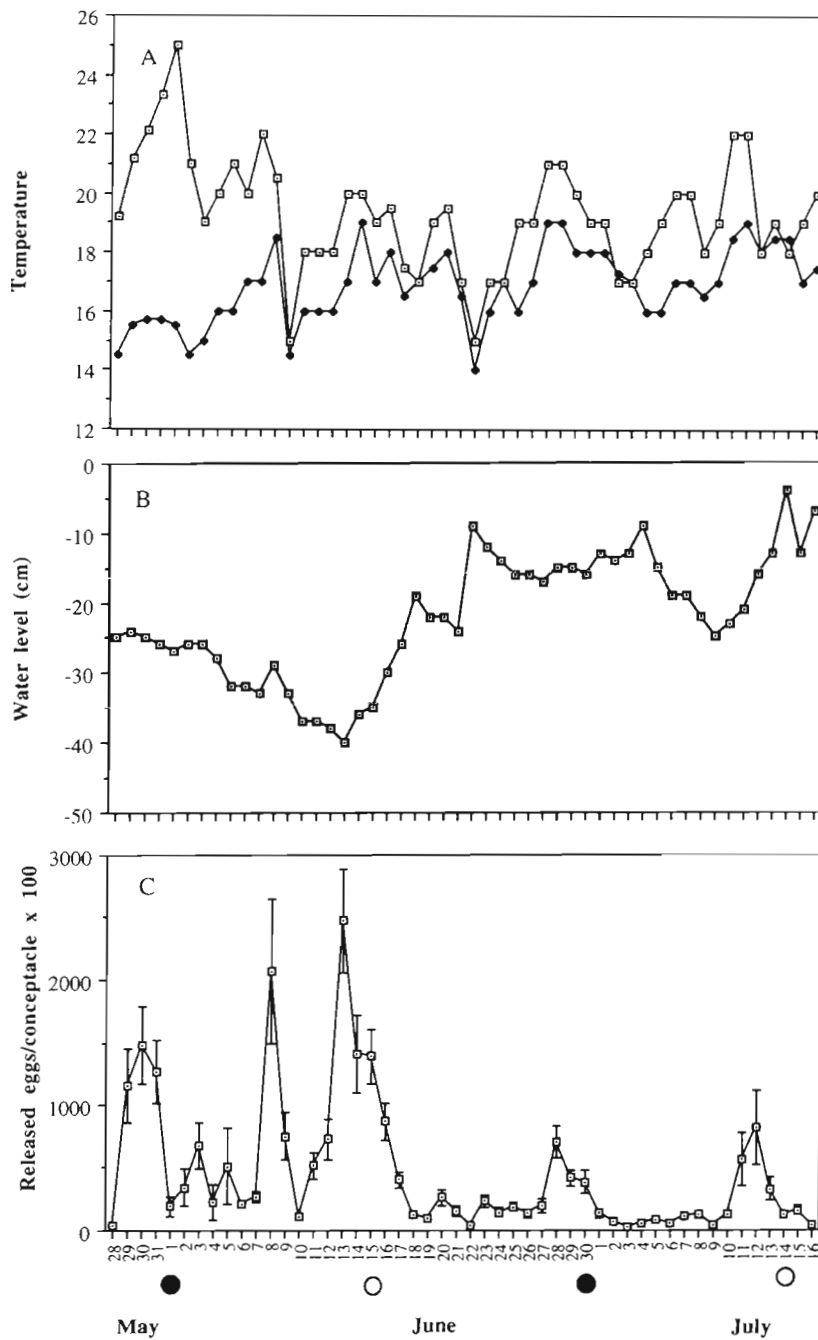 26
24
22
20
18
16
14
12
Temperature
A
0
-10
-20
-30
-40
-50
Water level (cm)
B
3000
2000
1000
0
Released eggs/conceptacle x 100
C
28 29 30 31 1 2 3 4 5 6 7 8 9 10 11 12 13 14 15 16 17 18 19 20 21 22 23 24 25 26 27 28 29 30 1 2 3 4 5 6 7 8 9 10 11 12 13 14 15 16
May June July